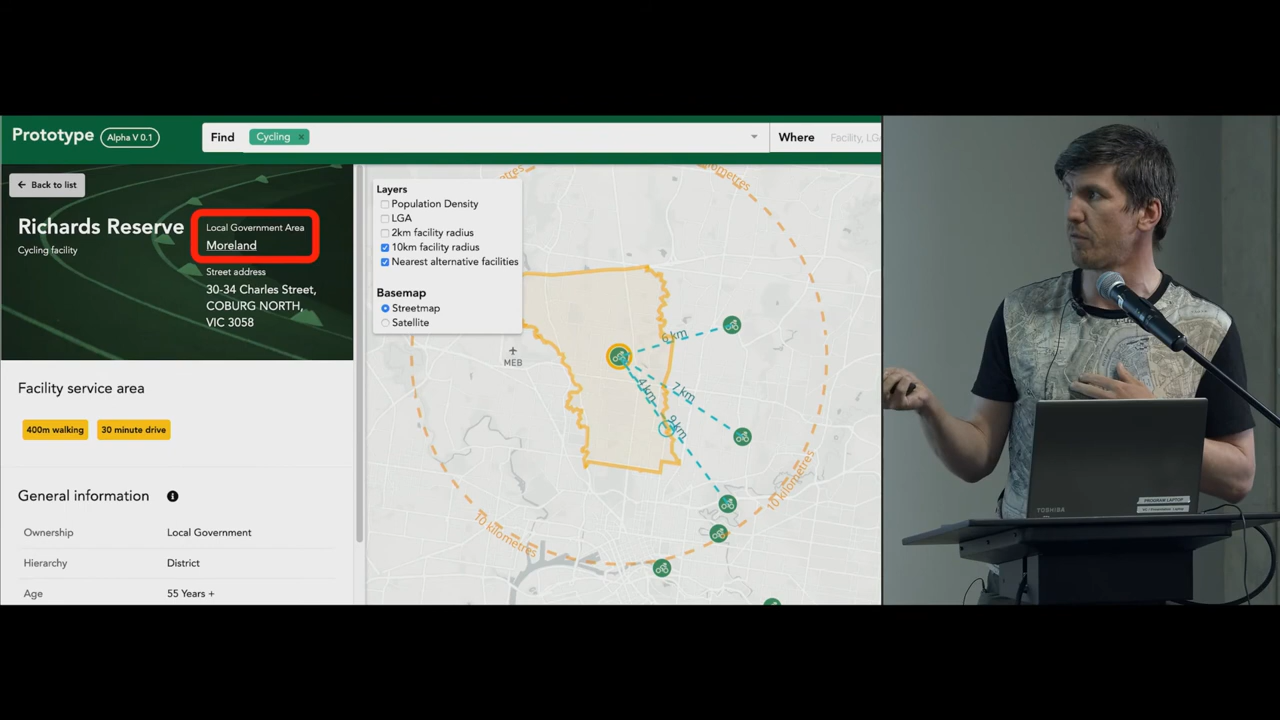 Prototype
Alpha V 0.1
Find
Cycling ×
Where
Facility, LG
← Back to list
Richards Reserve
Cycling facility
Local Government Area
Moreland
Street address
30-34 Charles Street,
COBURG NORTH,
VIC 3058
Facility service area
400m walking
30 minute drive
General information
Ownership Local Government
Hierarchy District
Age 55 Years +
Layers
Population Density
LGA
2km facility radius
10km facility radius
Nearest alternative facilities
Basemap
Streetmap
Satellite
MEB
6 km
4 km
7 km
9 km
10 kilometres
10 kilometres
PROGRAM LAPTOP
TOSHIBA